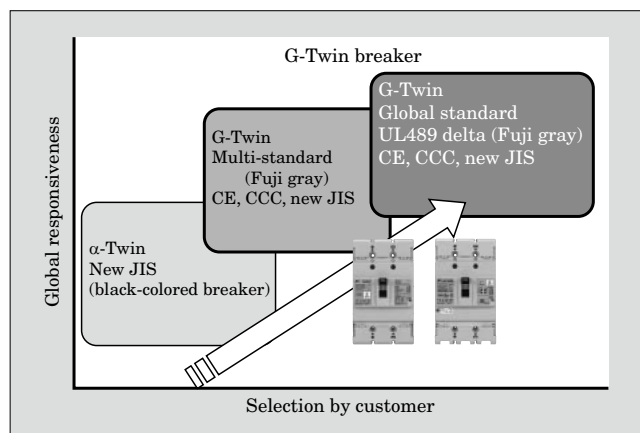 G-Twin breaker
G-Twin
Global standard
UL489 delta (Fuji gray)
CE, CCC, new JIS
G-Twin
Multi-standard
(Fuji gray)
CE, CCC, new JIS
α-Twin
New JIS
(black-colored breaker)
Global responsiveness
Selection by customer